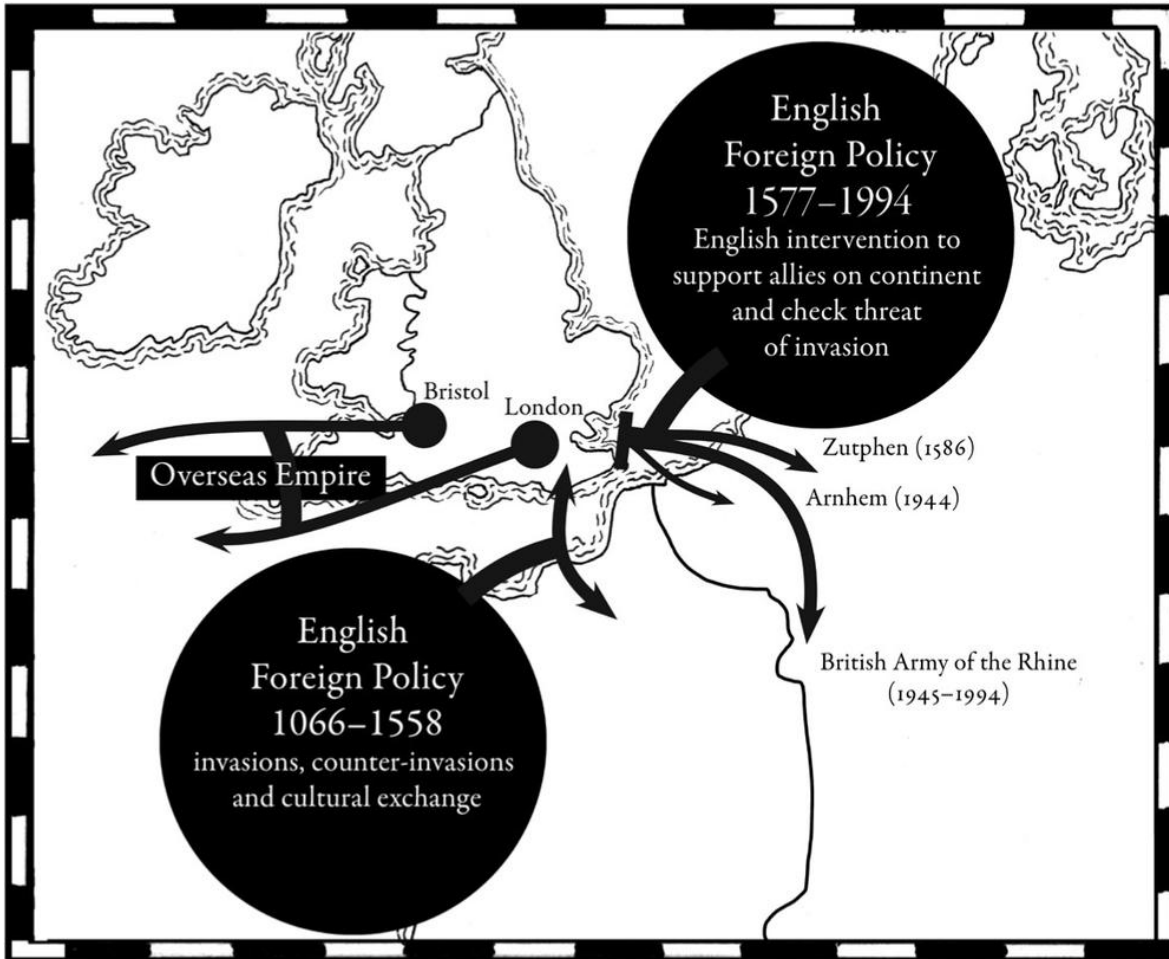 English
Foreign Policy
1577–1994
English intervention to
support allies on continent
and check threat
of invasion
Bristol
London
Zutphen (1586)
Overseas Empire
Arnhem (1944)
English
Foreign Policy
1066–1558
invasions, counter-invasions
and cultural exchange
British Army of the Rhine
(1945–1994)